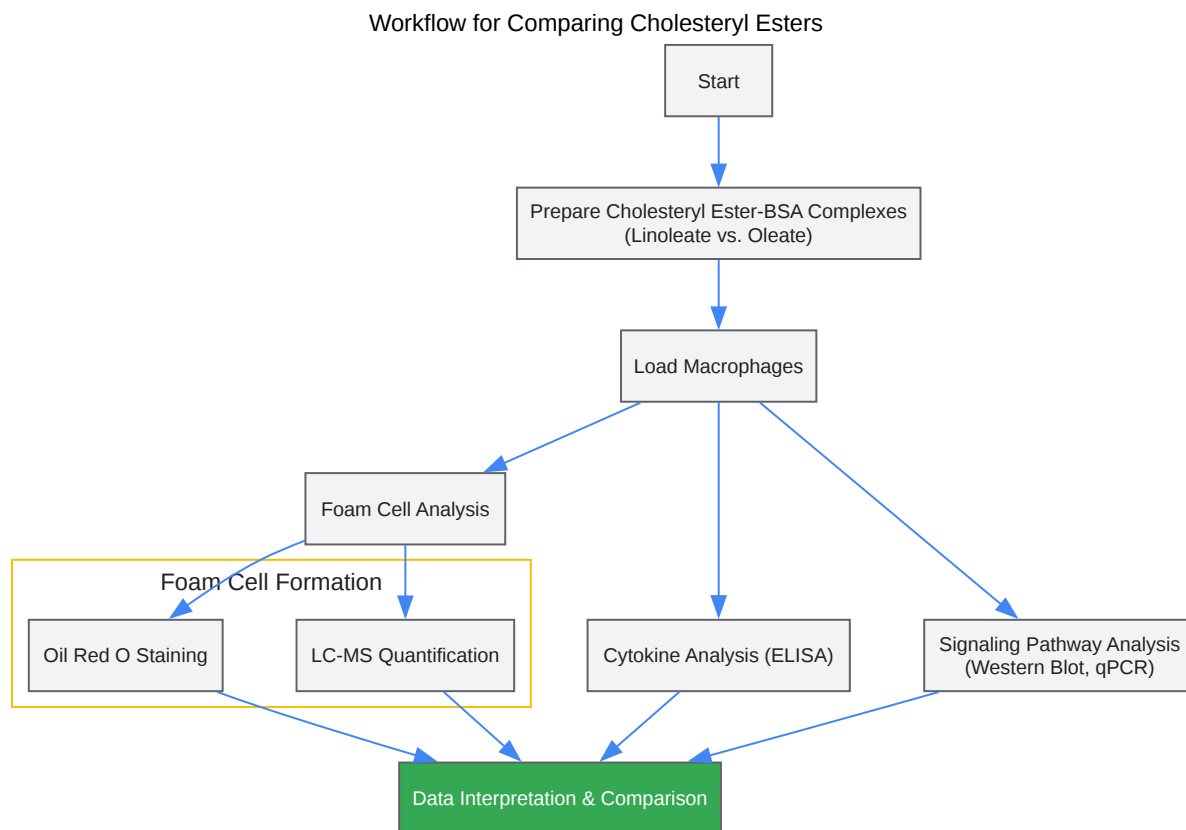 Workflow for Comparing Cholesteryl Esters
Start
Prepare Cholesteryl Ester-BSA Complexes
(Linoleate vs. Oleate)
Load Macrophages
Foam Cell Analysis
Foam Cell Formation
Oil Red O Staining
LC-MS Quantification
Cytokine Analysis (ELISA)
Signaling Pathway Analysis
(Western Blot, qPCR)
Data Interpretation & Comparison